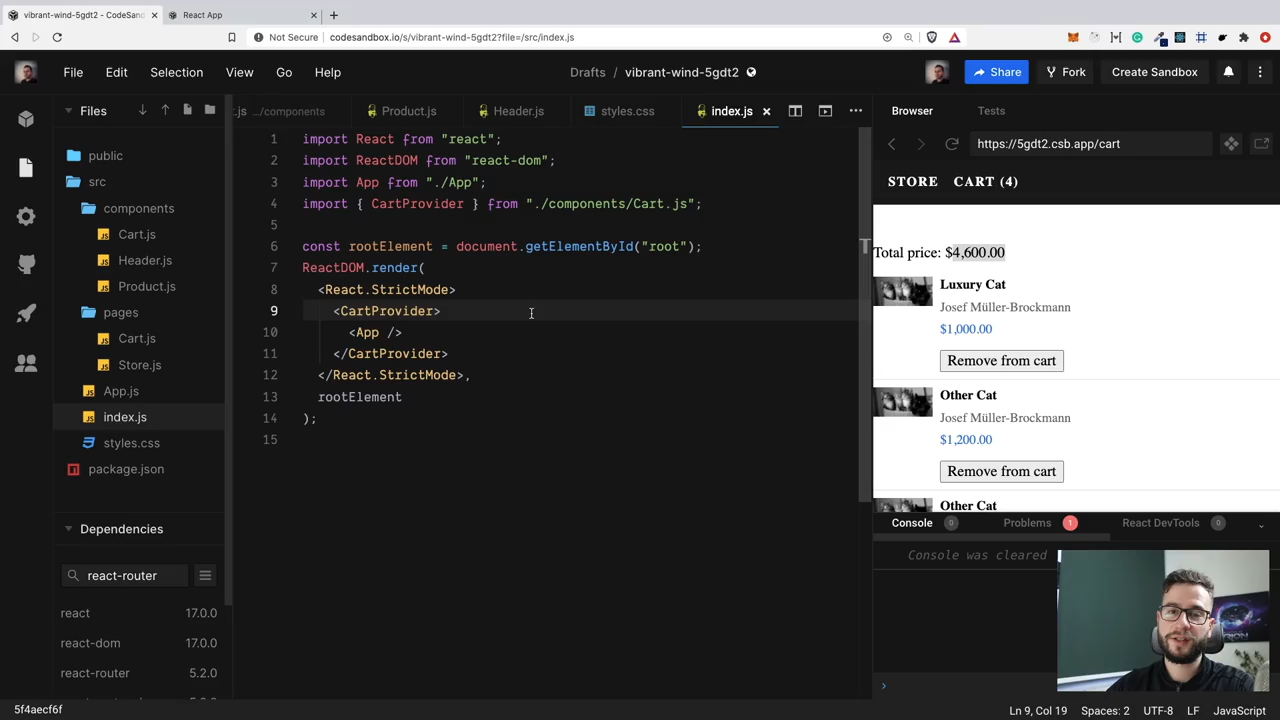 vibrant-wind-5gdt2 - CodeSand
React App
Not Secure
codesandbox.io/s/vibrant-wind-5gdt2?file=/src/index.js
File Edit Selection View Go Help
Drafts / vibrant-wind-5gdt2
Share
Fork
Create Sandbox
Files
.js .../components
Product.js
Header.js
styles.css
index.js
Browser
Tests
public
src
components
Cart.js
Header.js
Product.js
pages
Cart.js
Store.js
App.js
index.js
styles.css
package.json
Dependencies
react-router
react 17.0.0
react-dom 17.0.0
react-router 5.2.0
1 import React from "react";
2 import ReactDOM from "react-dom";
3 import App from "./App";
4 import { CartProvider } from "./components/Cart.js";
5
6 const rootElement = document.getElementById("root");
7 ReactDOM.render(
8 <React.StrictMode>
9 <CartProvider>
10 <App />
11 </CartProvider>
12 </React.StrictMode>,
13 rootElement
14 );
15
https://5gdt2.csb.app/cart
STORE CART (4)
Total price: $4,600.00
Luxury Cat
Josef Müller-Brockmann
$1,000.00
Remove from cart
Other Cat
Josef Müller-Brockmann
$1,200.00
Remove from cart
Other Cat
Console 0
Problems 1
React DevTools 0
Console was cleared
5f4aecf6f
Ln 9, Col 19
Spaces: 2
UTF-8
LF
JavaScript